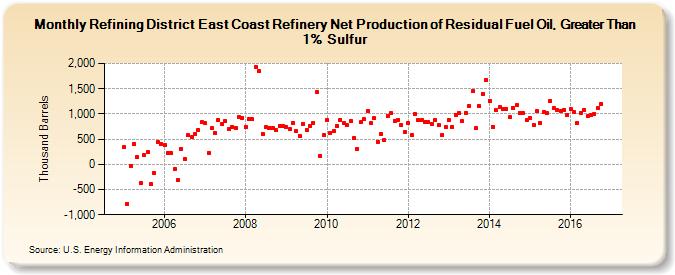 Monthly Refining District East Coast Refinery Net Production of Residual Fuel Oil, Greater Than
1% Sulfur
Thousand Barrels
2,000
1,500
1,000
500
0
-500
-1,000
2006 2008 2010 2012 2014 2016
Source: U.S. Energy Information Administration